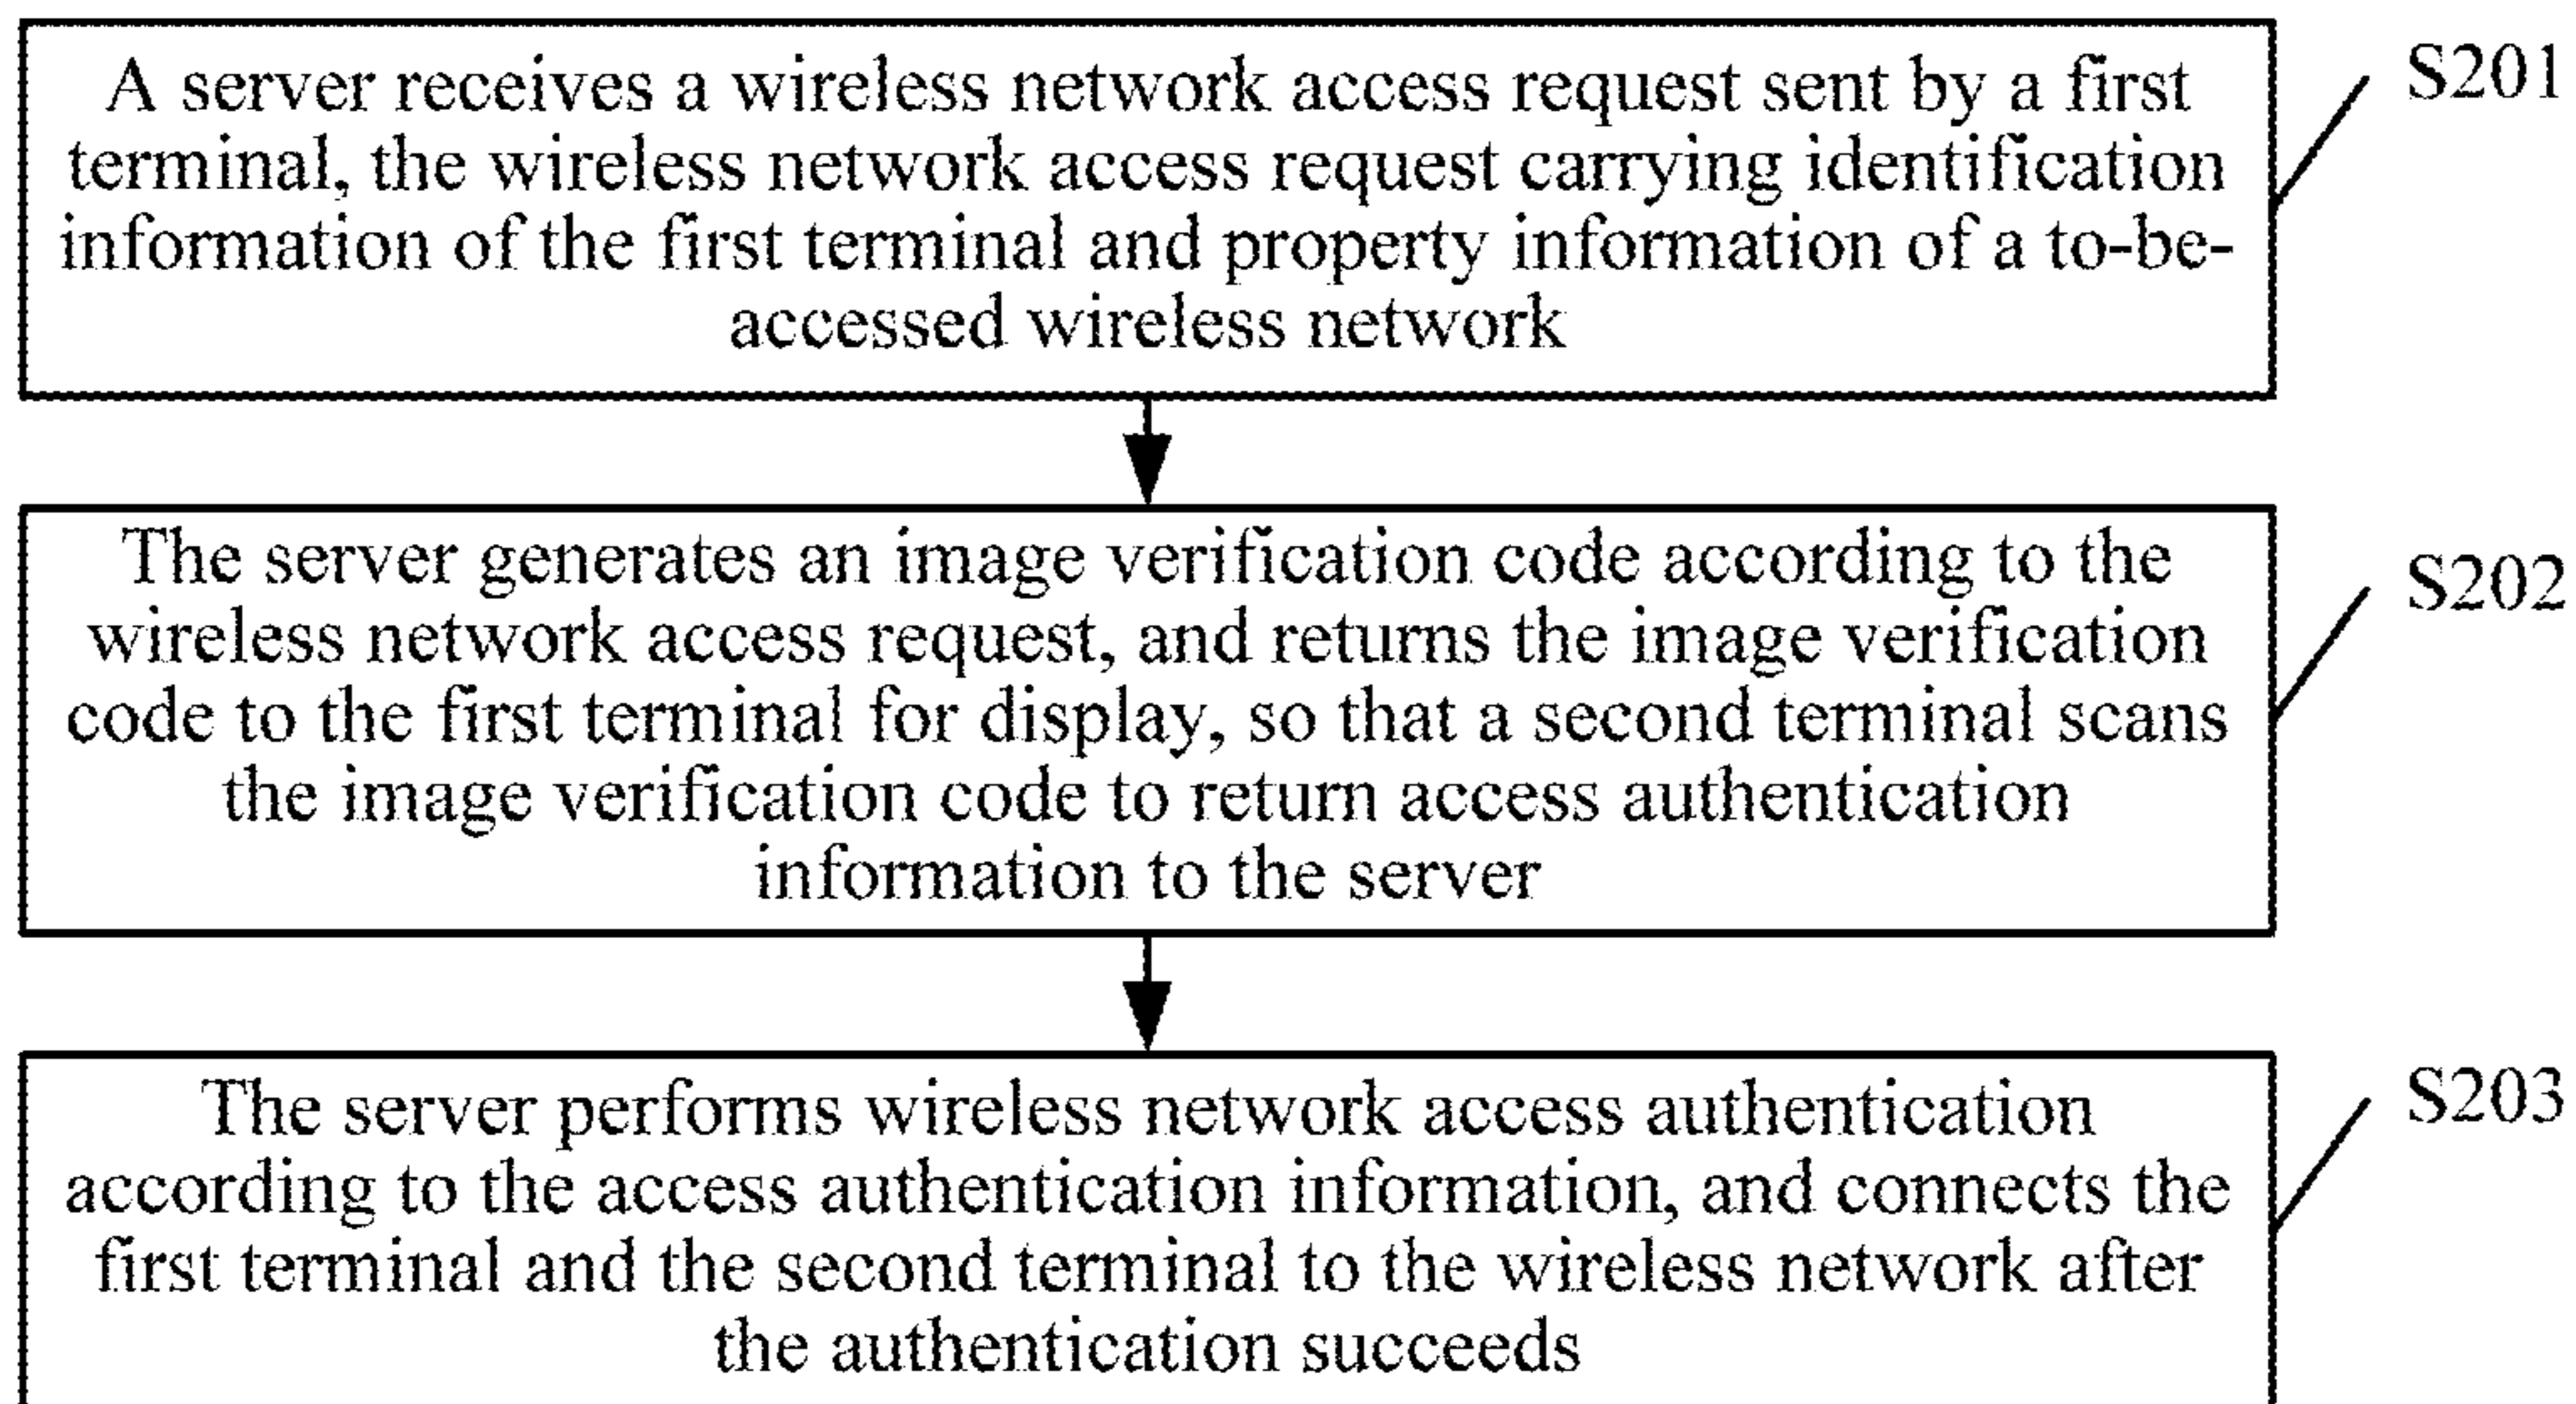 A server receives a wireless network access request sent by a first
terminal, the wireless network access request carrying identification
information of the first terminal and property information of a to-be-
accessed wireless network
S201
The server generates an image verification code according to the
wireless network access request, and returns the image verification
code to the first terminal for display, so that a second terminal scans
the image verification code to return access authentication
information to the server
S202
The server performs wireless network access authentication
according to the access authentication information, and connects the
first terminal and the second terminal to the wireless network after
the authentication succeeds
S203